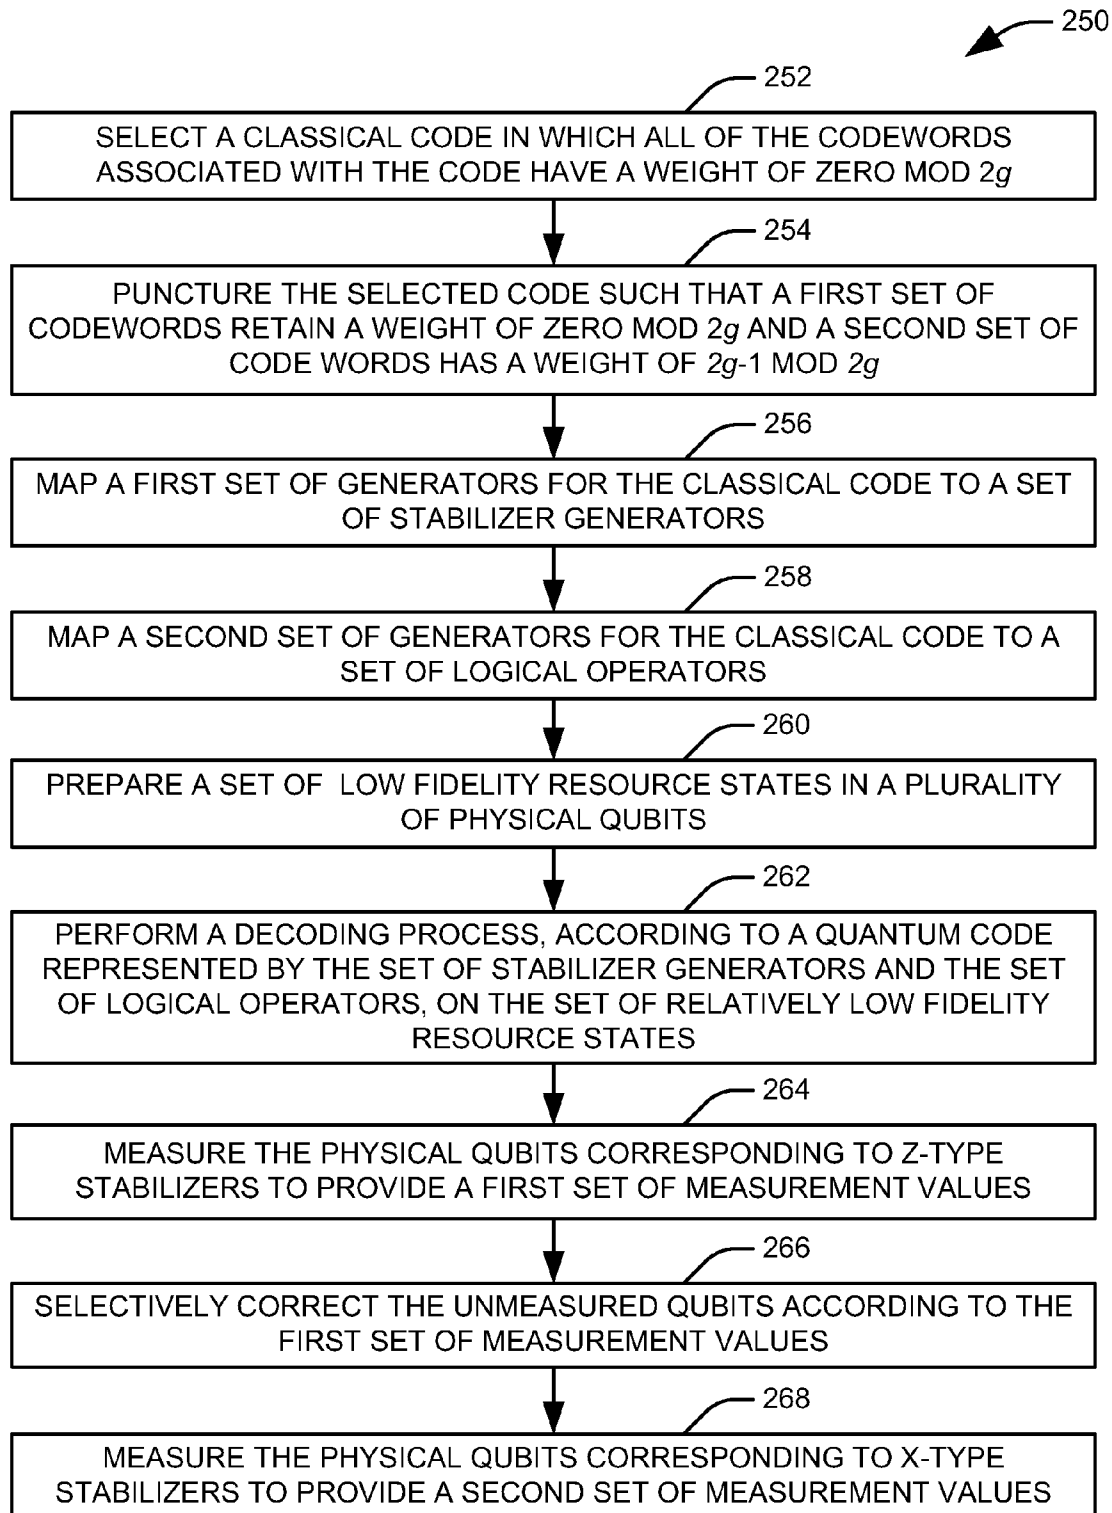 250
252
SELECT A CLASSICAL CODE IN WHICH ALL OF THE CODEWORDS
ASSOCIATED WITH THE CODE HAVE A WEIGHT OF ZERO MOD 2g
254
PUNCTURE THE SELECTED CODE SUCH THAT A FIRST SET OF
CODEWORDS RETAIN A WEIGHT OF ZERO MOD 2g AND A SECOND SET OF
CODE WORDS HAS A WEIGHT OF 2g-1 MOD 2g
256
MAP A FIRST SET OF GENERATORS FOR THE CLASSICAL CODE TO A SET
OF STABILIZER GENERATORS
258
MAP A SECOND SET OF GENERATORS FOR THE CLASSICAL CODE TO A
SET OF LOGICAL OPERATORS
260
PREPARE A SET OF LOW FIDELITY RESOURCE STATES IN A PLURALITY
OF PHYSICAL QUBITS
262
PERFORM A DECODING PROCESS, ACCORDING TO A QUANTUM CODE
REPRESENTED BY THE SET OF STABILIZER GENERATORS AND THE SET
OF LOGICAL OPERATORS, ON THE SET OF RELATIVELY LOW FIDELITY
RESOURCE STATES
264
MEASURE THE PHYSICAL QUBITS CORRESPONDING TO Z-TYPE
STABILIZERS TO PROVIDE A FIRST SET OF MEASUREMENT VALUES
266
SELECTIVELY CORRECT THE UNMEASURED QUBITS ACCORDING TO THE
FIRST SET OF MEASUREMENT VALUES
268
MEASURE THE PHYSICAL QUBITS CORRESPONDING TO X-TYPE
STABILIZERS TO PROVIDE A SECOND SET OF MEASUREMENT VALUES